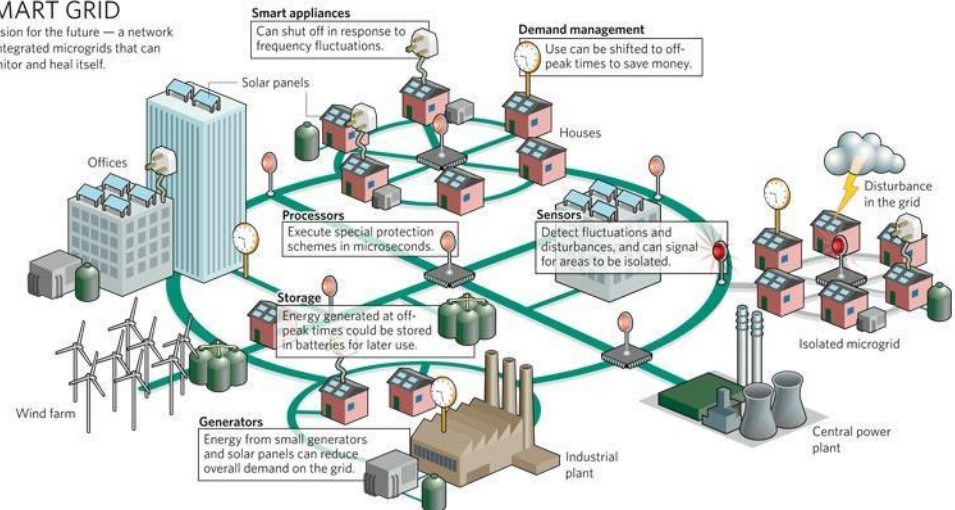 MART GRID
sion for the future — a network
ntegrated microgrids that can
nitor and heal itself.
Smart appliances
Can shut off in response to
frequency fluctuations.
Demand management
Use can be shifted to off-
peak times to save money.
Solar panels
Houses
Offices
Disturbance
in the grid
Processors
Execute special protection
schemes in microseconds.
Sensors
Detect fluctuations and
disturbances, and can signal
for areas to be isolated.
Storage
Energy generated at off-
peak times could be stored
in batteries for later use.
Isolated microgrid
Wind farm
Generators
Energy from small generators
and solar panels can reduce
overall demand on the grid.
Industrial
plant
Central power
plant